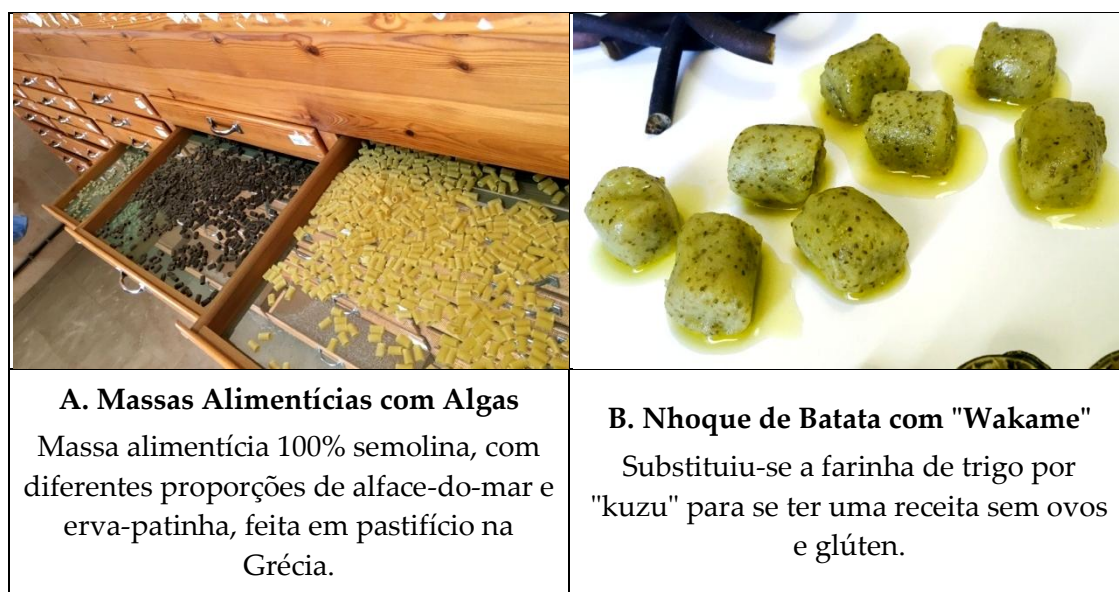 A. Massas Alimentícias com Algas
Massa alimentícia 100% semolina, com
diferentes proporções de alface-do-mar e
erva-patinha, feita em pastifício na
Grécia.
B. Nhoque de Batata com "Wakame"
Substituiu-se a farinha de trigo por
"kuzu" para se ter uma receita sem ovos
e glúten.